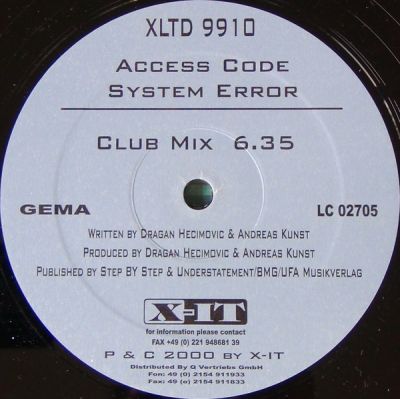 XLTD 9910
ACCESS CODE
SYSTEM ERROR
CLUB MIX 6.35
GEMA LC 02705
WRITTEN BY DRAGAN HECIMOVIC & ANDREAS KUNST
PRODUCED BY DRAGAN HECIMOVIC & ANDREAS KUNST
PUBLISHED BY STEP BY STEP & UNDERSTATEMENT/BMG/UFA MUSIKVERLAG
X-IT
for information please contact
FAX +49 (0) 221 948681 39
P & C 2000 BY X-IT
Distributed By Q Vertriebs GmbH
Fon: 49 (0) 2154 911933
Fax: 49 (o) 2154 911833